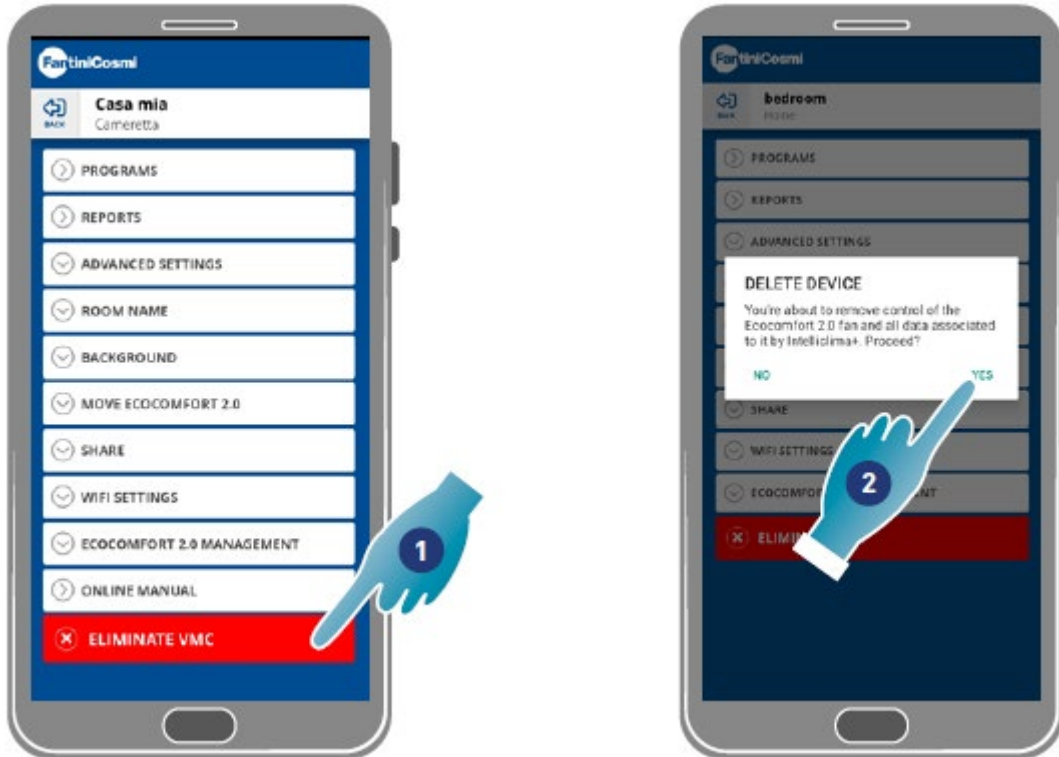 FantiniCosmi
BACK
Casa mia
Cameretta
PROGRAMS
REPORTS
ADVANCED SETTINGS
ROOM NAME
BACKGROUND
MOVE ECOCOMFORT 2.0
SHARE
WIFI SETTINGS
ECOCOMFORT 2.0 MANAGEMENT
ONLINE MANUAL
ELIMINATE VMC
1
FantiniCosmi
BACK
bedroom
Home
PROGRAMS
REPORTS
ADVANCED SETTINGS
DELETE DEVICE
You're about to remove control of the
Ecocomfort 2.0 fan and all data associated
to it by Intelliclima+. Proceed?
NO
YES
SHARE
WIFI SETTINGS
2